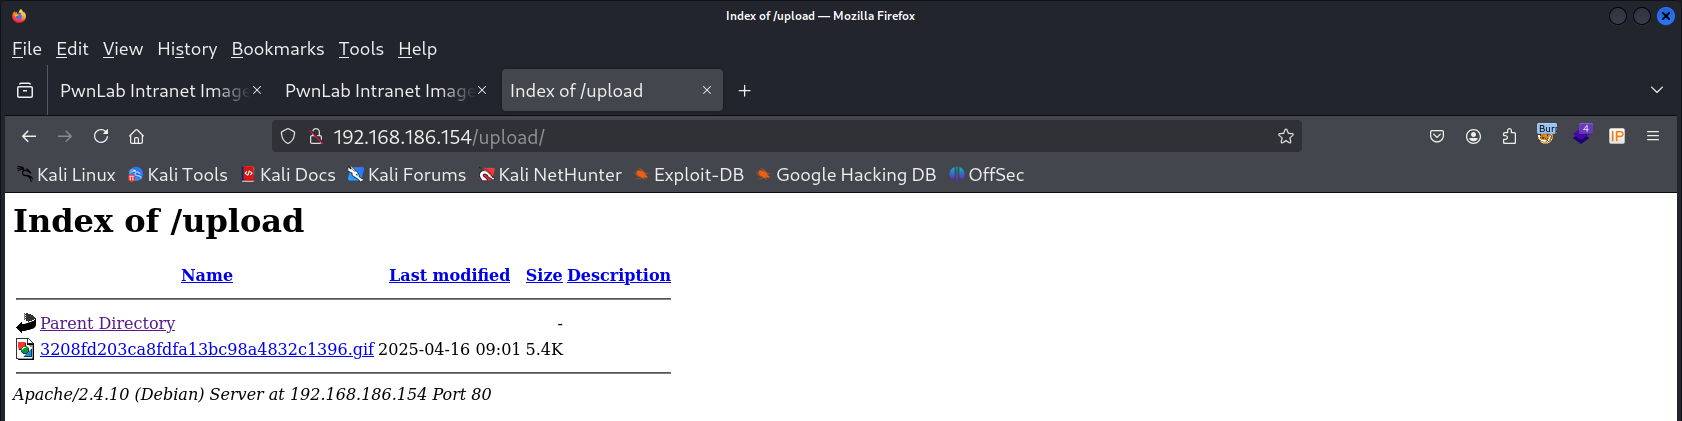 Index of /upload — Mozilla Firefox
File Edit View History Bookmarks Tools Help
PwnLab Intranet Image PwnLab Intranet Image Index of /upload
192.168.186.154/upload/
4
IP
Kali Linux Kali Tools Kali Docs Kali Forums Kali NetHunter Exploit-DB Google Hacking DB OffSec
Index of /upload
Name Last modified Size Description
Parent Directory -
3208fd203ca8fdfa13bc98a4832c1396.gif 2025-04-16 09:01 5.4K
Apache/2.4.10 (Debian) Server at 192.168.186.154 Port 80